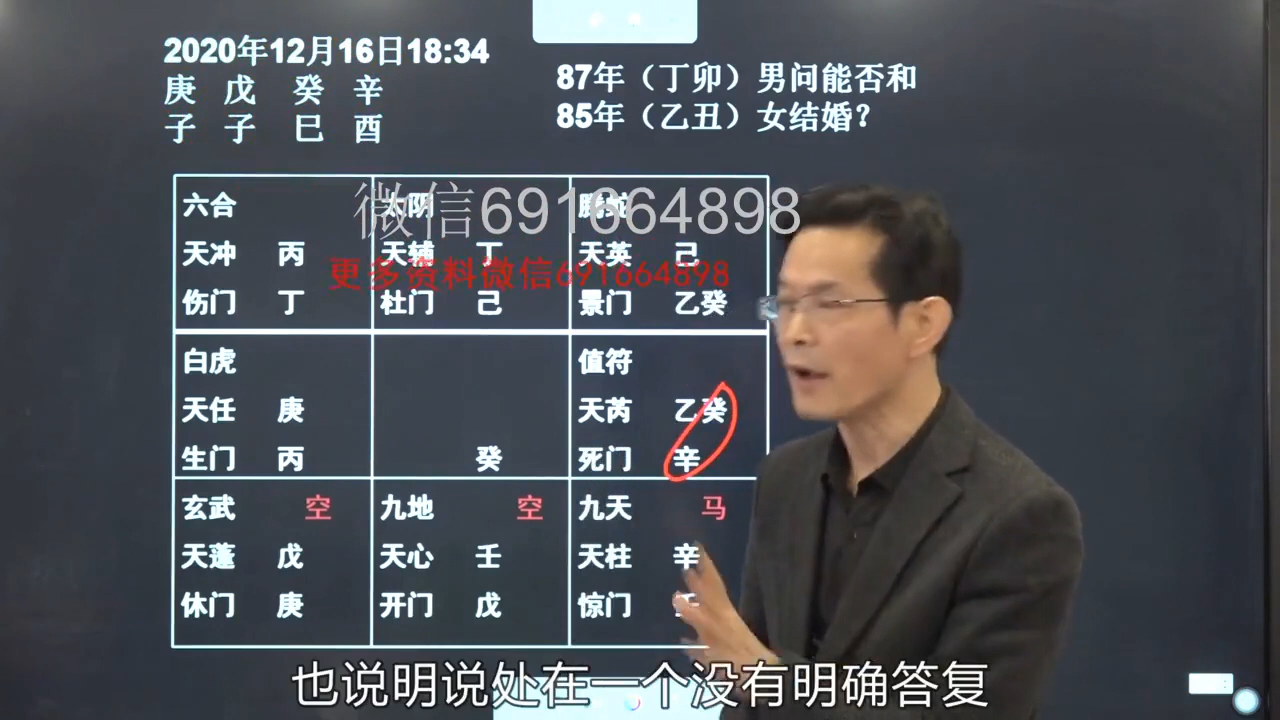 2020年12月16日18:34
庚 戊 癸 辛
子 子 巳 酉
87年（丁卯）男问能否和
85年（乙丑）女结婚？
微信691664898
更多资料微信691664898
六合 太阴 腾蛇
天冲 丙 天辅 丁 天英 己
伤门 丁 杜门 己 景门 乙癸
白虎 值符
天任 庚 天芮 乙癸
生门 丙 癸 死门 辛
玄武 空 九地 空 九天 马
天蓬 戊 天心 壬 天柱 辛
休门 庚 开门 戊 惊门
也说明说处在一个没有明确答复